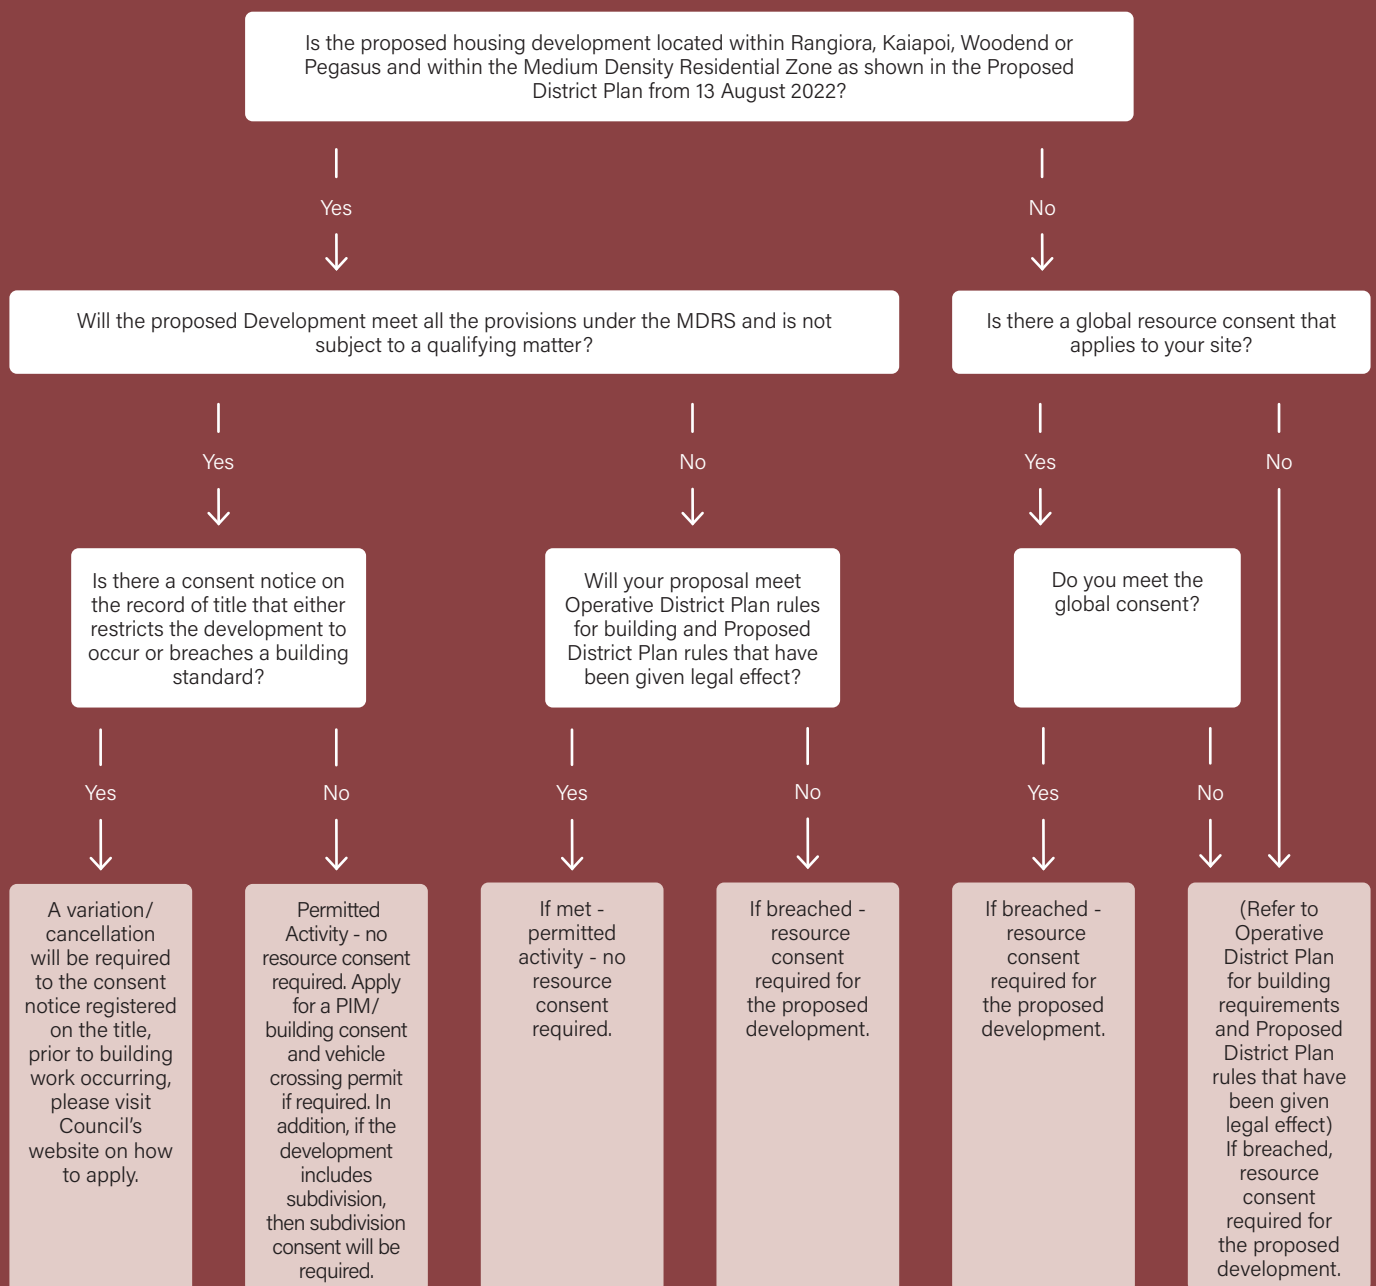 Is the proposed housing development located within Rangiora, Kaiapoi, Woodend or
Pegasus and within the Medium Density Residential Zone as shown in the Proposed
District Plan from 13 August 2022?
Yes
No
Will the proposed Development meet all the provisions under the MDRS and is not
subject to a qualifying matter?
Is there a global resource consent that
applies to your site?
Yes
No
Yes
No
Is there a consent notice on
the record of title that either
restricts the development to
occur or breaches a building
standard?
Will your proposal meet
Operative District Plan rules
for building and Proposed
District Plan rules that have
been given legal effect?
Do you meet the
global consent?
Yes
No
Yes
No
Yes
No
A variation/
cancellation
will be required
to the consent
notice registered
on the title,
prior to building
work occurring,
please visit
Council's
website on how
to apply.
Permitted
Activity - no
resource consent
required. Apply
for a PIM/
building consent
and vehicle
crossing permit
if required. In
addition, if the
development
includes
subdivision,
then subdivision
consent will be
required.
If met -
permitted
activity - no
resource
consent
required.
If breached -
resource
consent
required for
the proposed
development.
If breached -
resource
consent
required for
the proposed
development.
(Refer to
Operative
District Plan
for building
requirements
and Proposed
District Plan
rules that have
been given
legal effect)
If breached,
resource
consent
required for
the proposed
development.